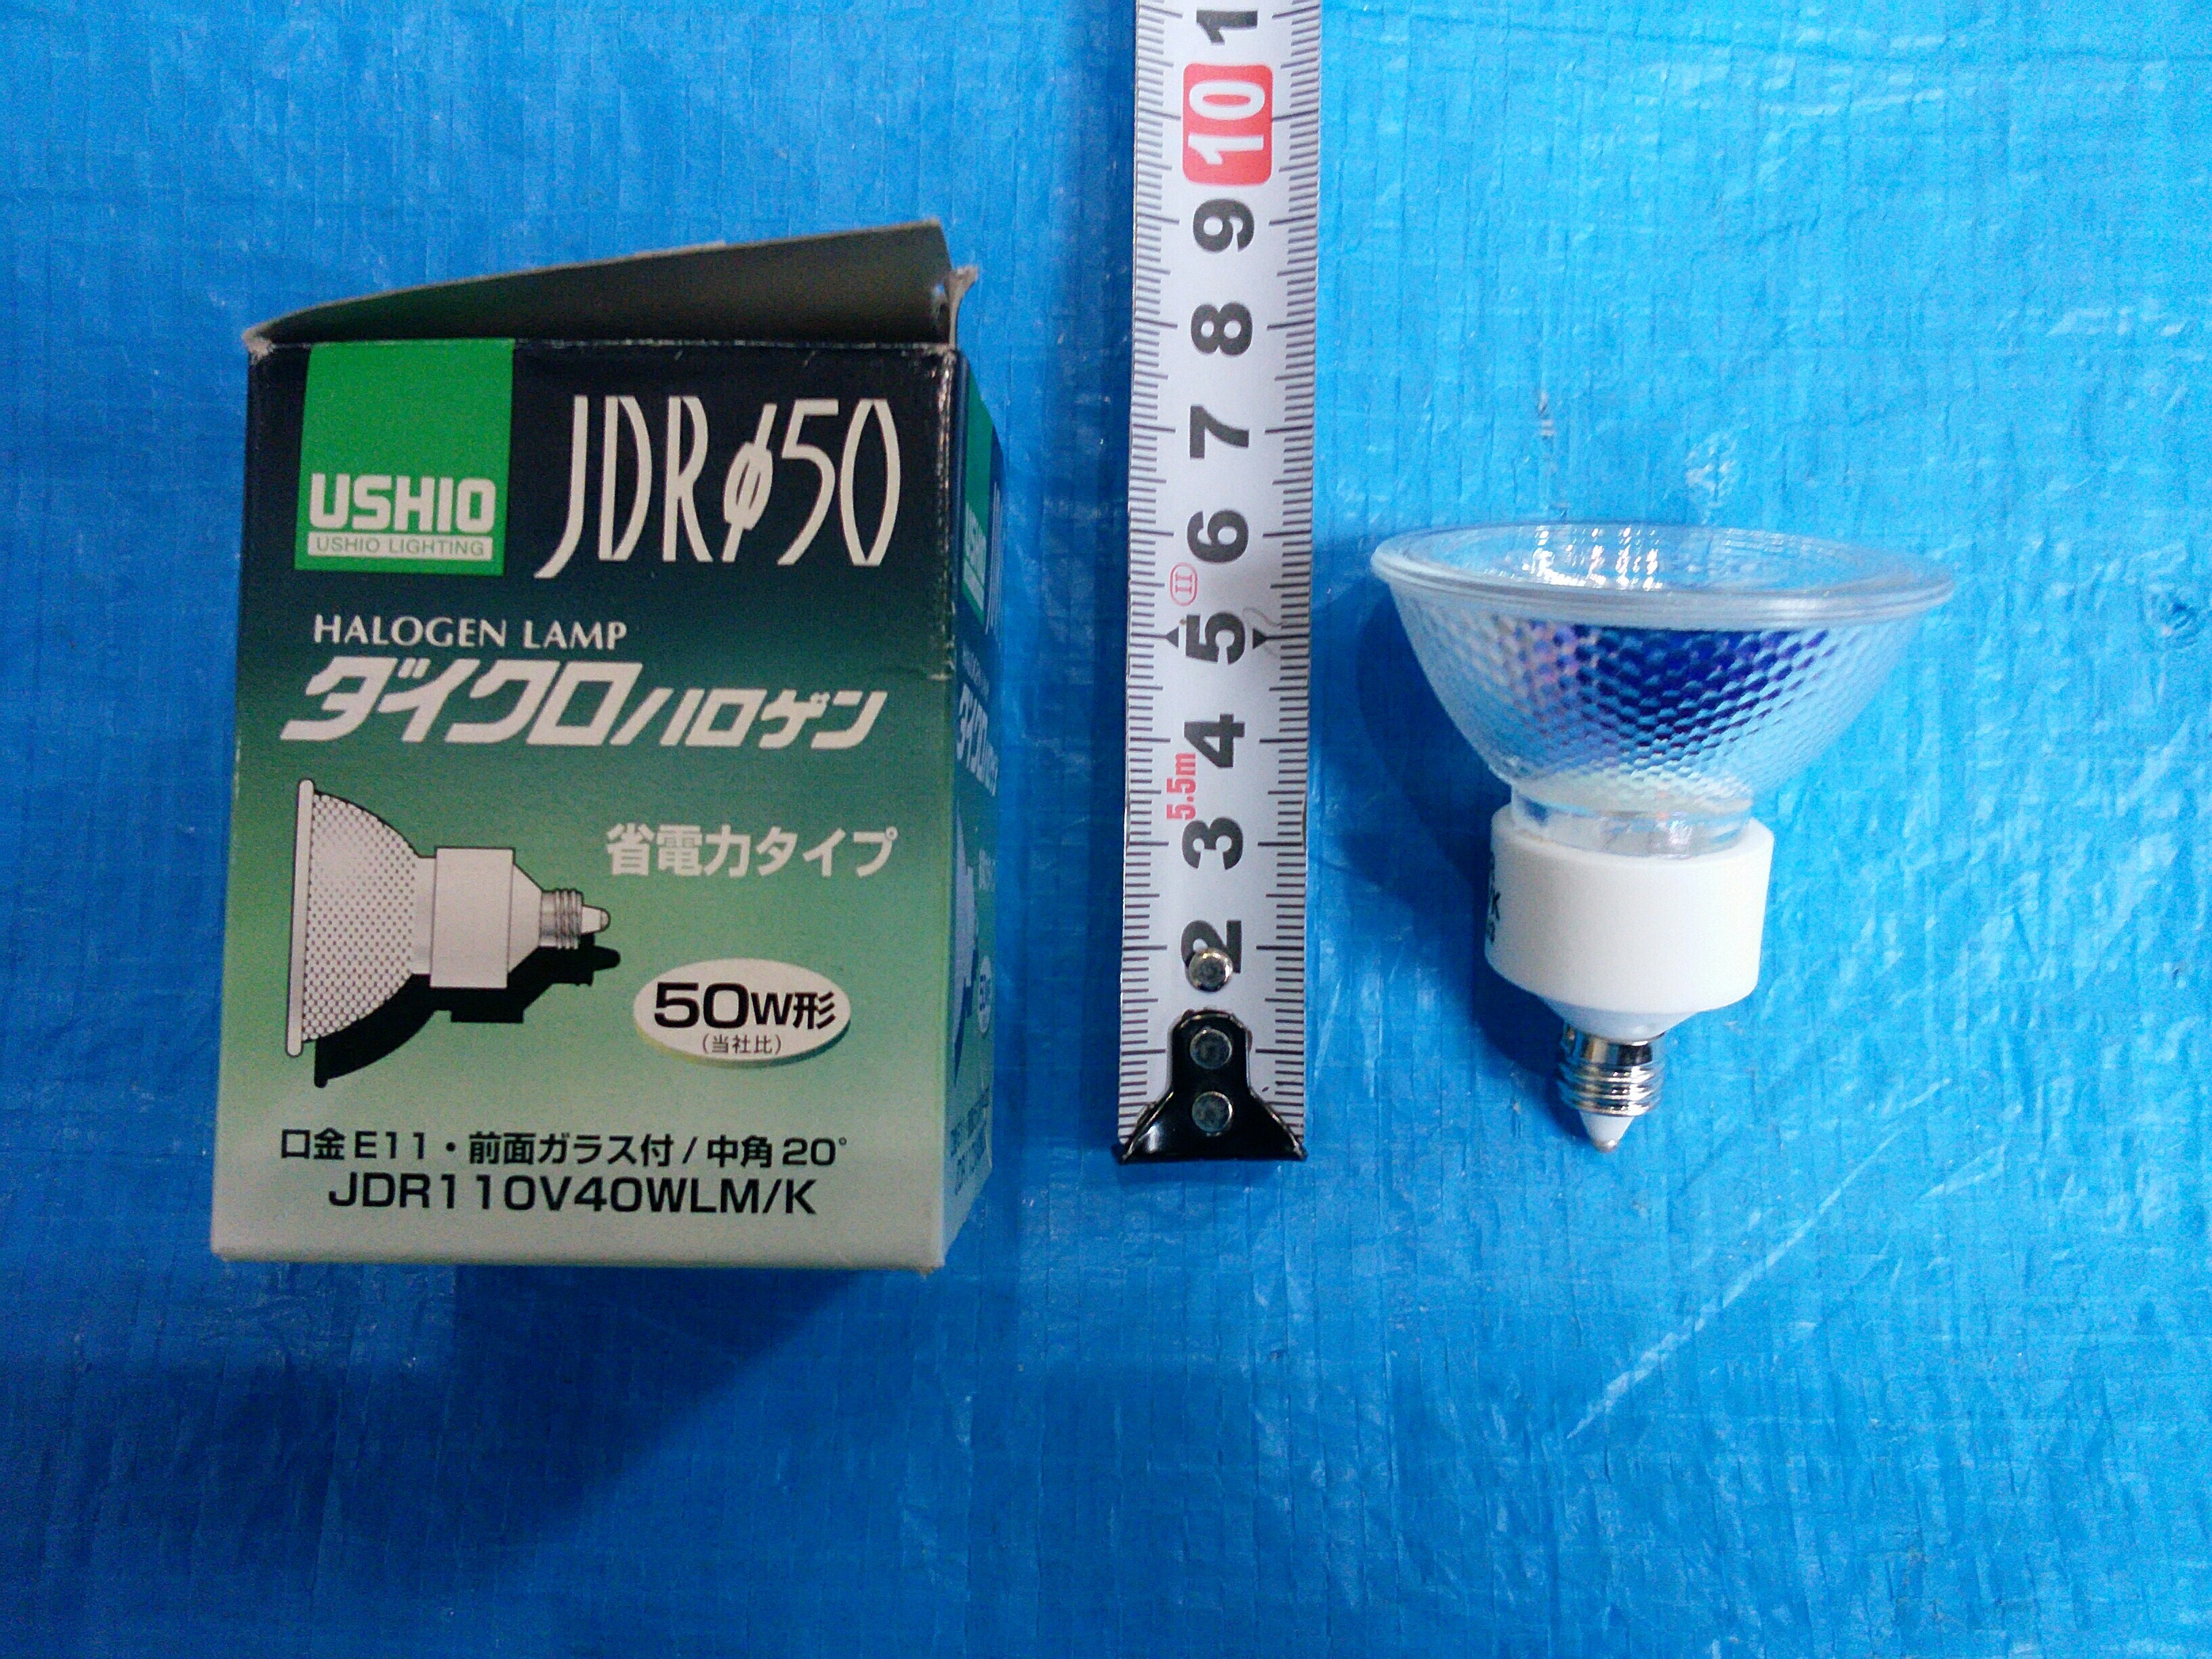 USHIO
USHIO LIGHTING
JDRφ50
HALOGEN LAMP
ダイクロハロゲン
省電力タイプ
50W形
(当社比)
口金E11・前面ガラス付/中角20°
JDR110V40WLM/K
1
10
9
8
7
6
II
5
4
5.5m
3
2
K